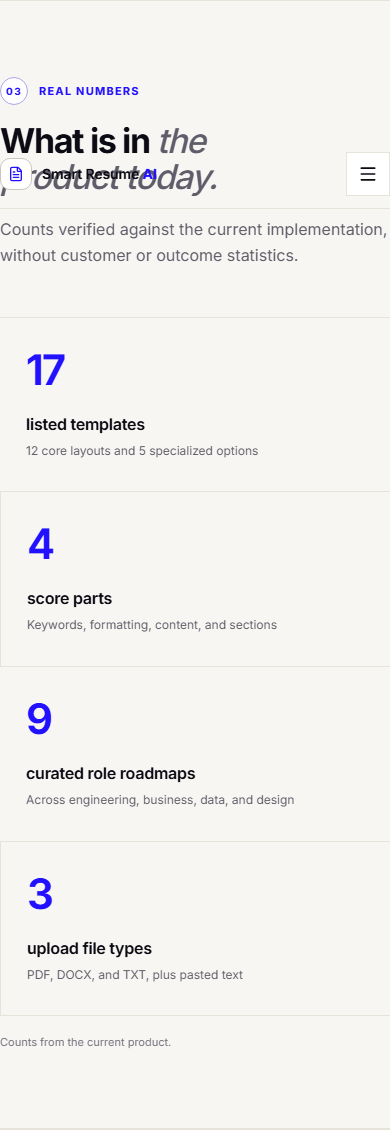 03 REAL NUMBERS
What is in the
product today.
Smart Resume AI
Counts verified against the current implementation,
without customer or outcome statistics.
17
listed templates
12 core layouts and 5 specialized options
4
score parts
Keywords, formatting, content, and sections
9
curated role roadmaps
Across engineering, business, data, and design
3
upload file types
PDF, DOCX, and TXT, plus pasted text
Counts from the current product.